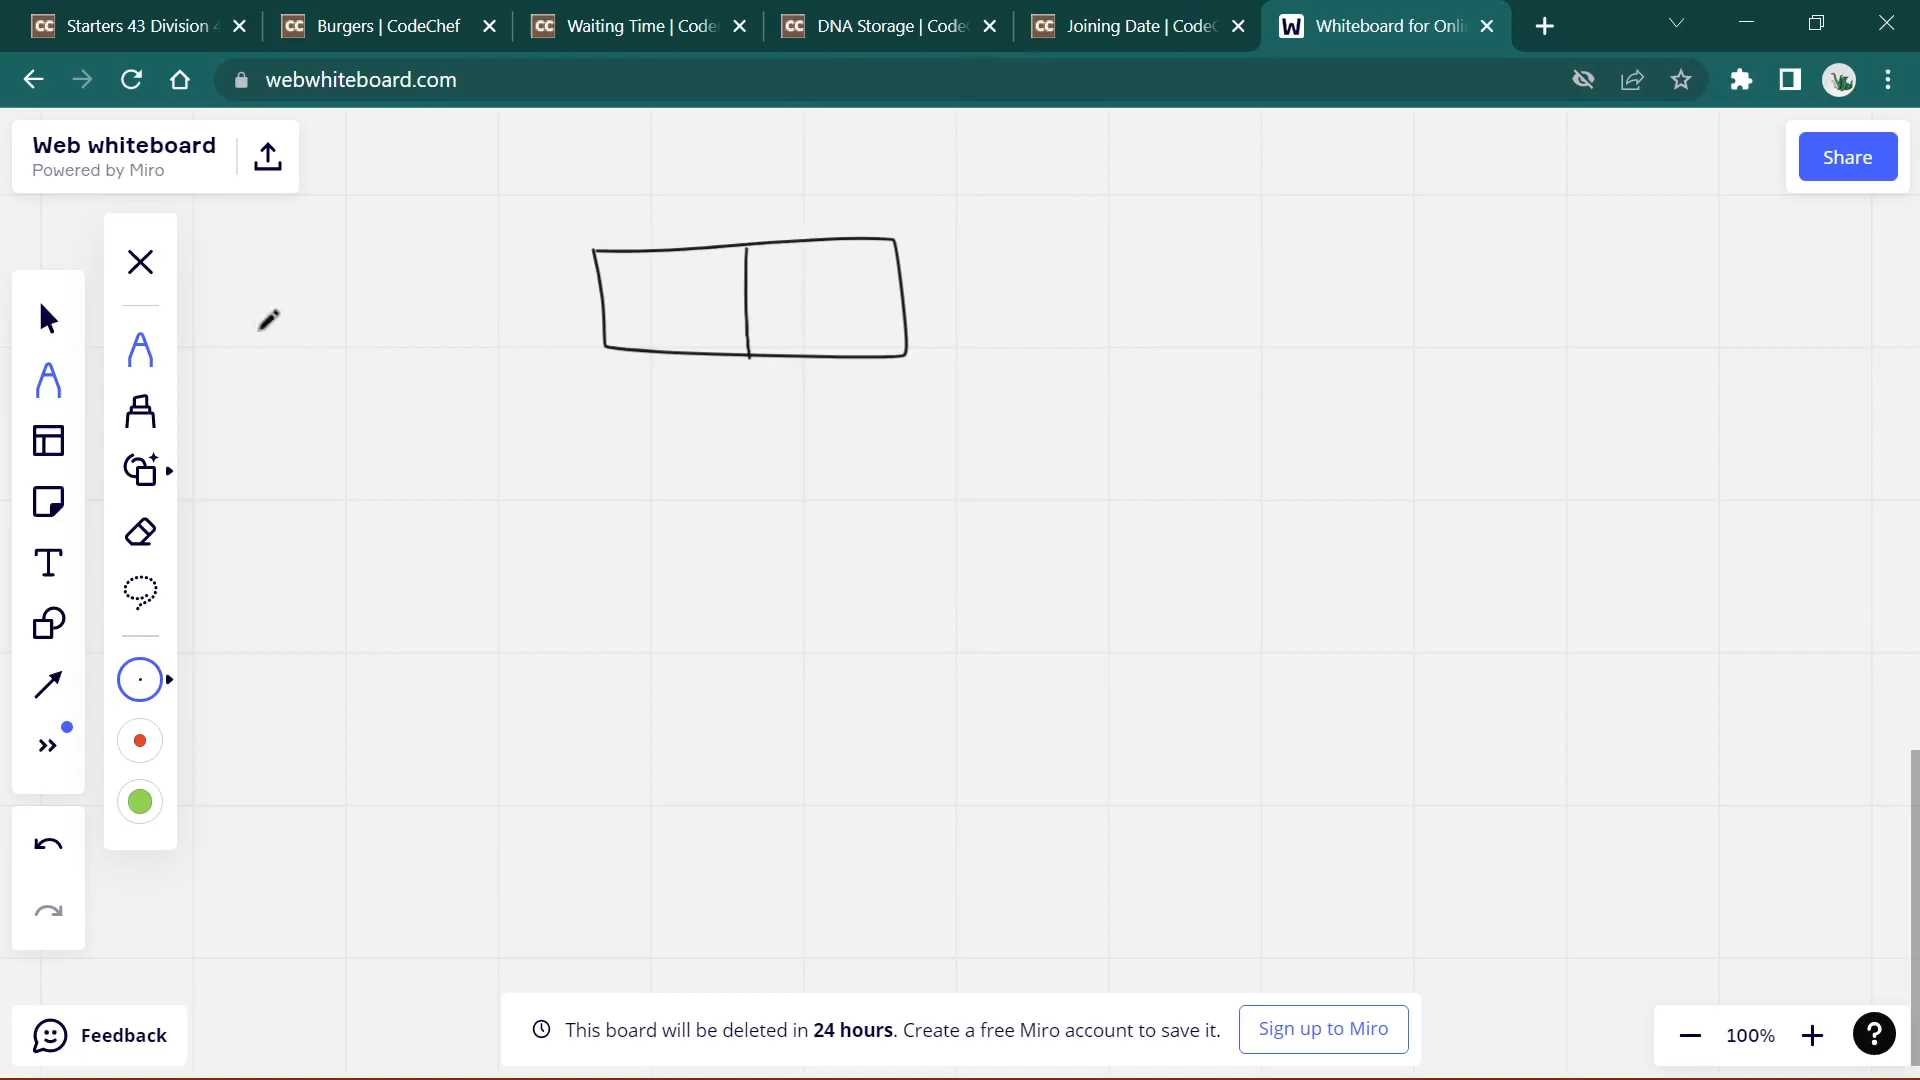 Starters 43 Division 4
Burgers | CodeChef
Waiting Time | Code
DNA Storage | Code
Joining Date | CodeC
Whiteboard for Onli
webwhiteboard.com
Web whiteboard
Powered by Miro
Share
Feedback
This board will be deleted in 24 hours. Create a free Miro account to save it.
Sign up to Miro
100%